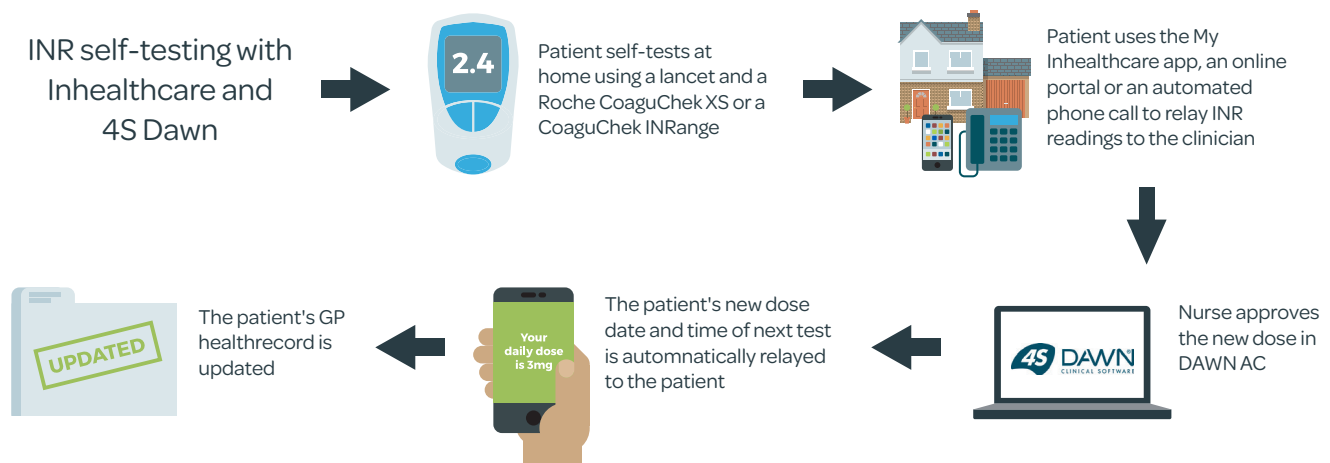 INR self-testing with
Inhealthcare and
4S Dawn
2.4
Patient self-tests at
home using a lancet and a
Roche CoaguChek XS or a
CoaguChek INRange
Patient uses the My
Inhealthcare app, an online
portal or an automated
phone call to relay INR
readings to the clinician
Nurse approves
the new dose in
DAWN AC
4S DAWN®
CLINICAL SOFTWARE
The patient's new dose
date and time of next test
is automnatically relayed
to the patient
Your
daily dose
is 3mg
The patient's GP
healthrecord is
updated
UPDATED